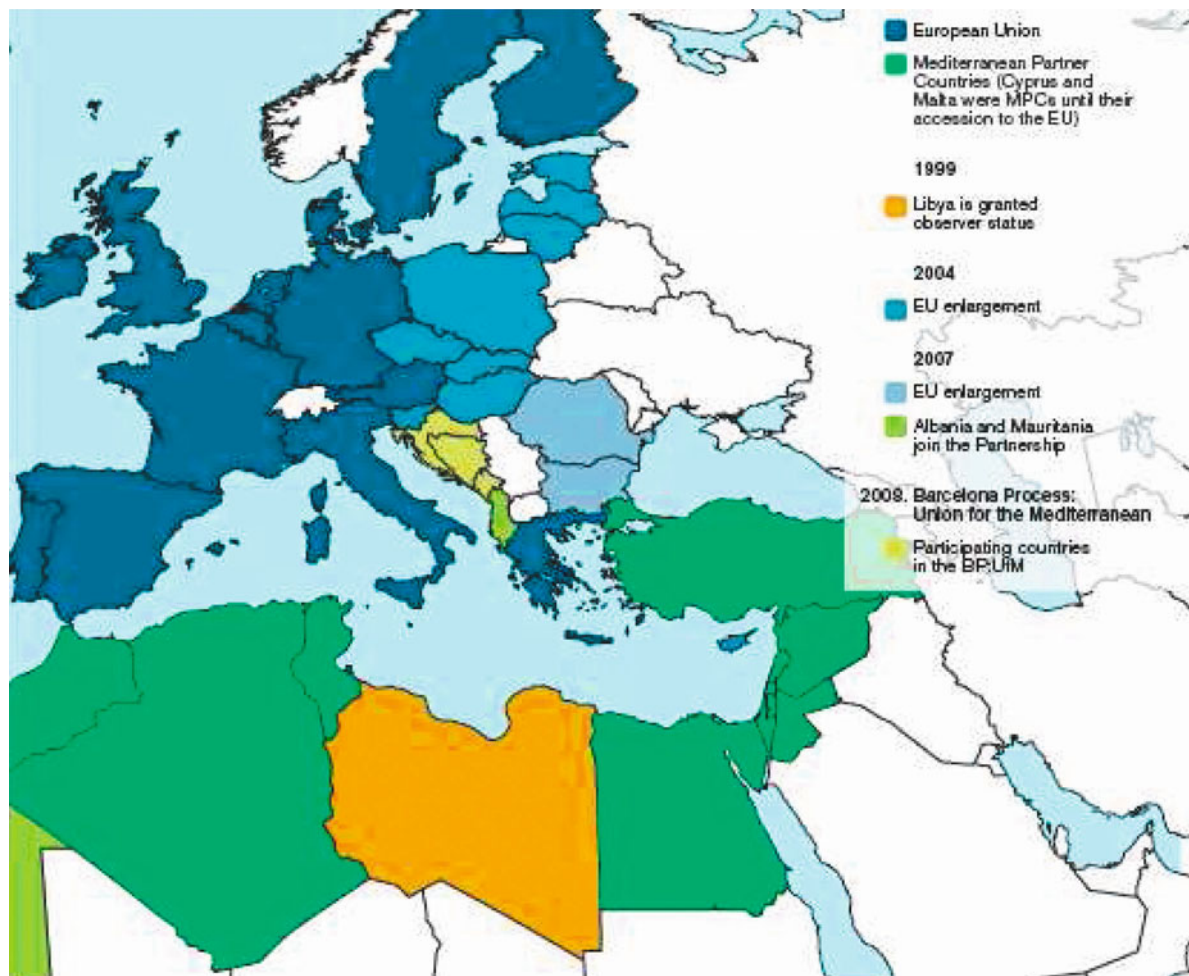 European Union
Mediterranean Partner
Countries (Cyprus and
Malta were MPCs until their
accession to the EU)
1999
Libya is granted
observer status
2004
EU enlargement
2007
EU enlargement
Albania and Mauritania
join the Partnership
2008. Barcelona Process:
Union for the Mediterranean
Participating countries
in the BP:UfM